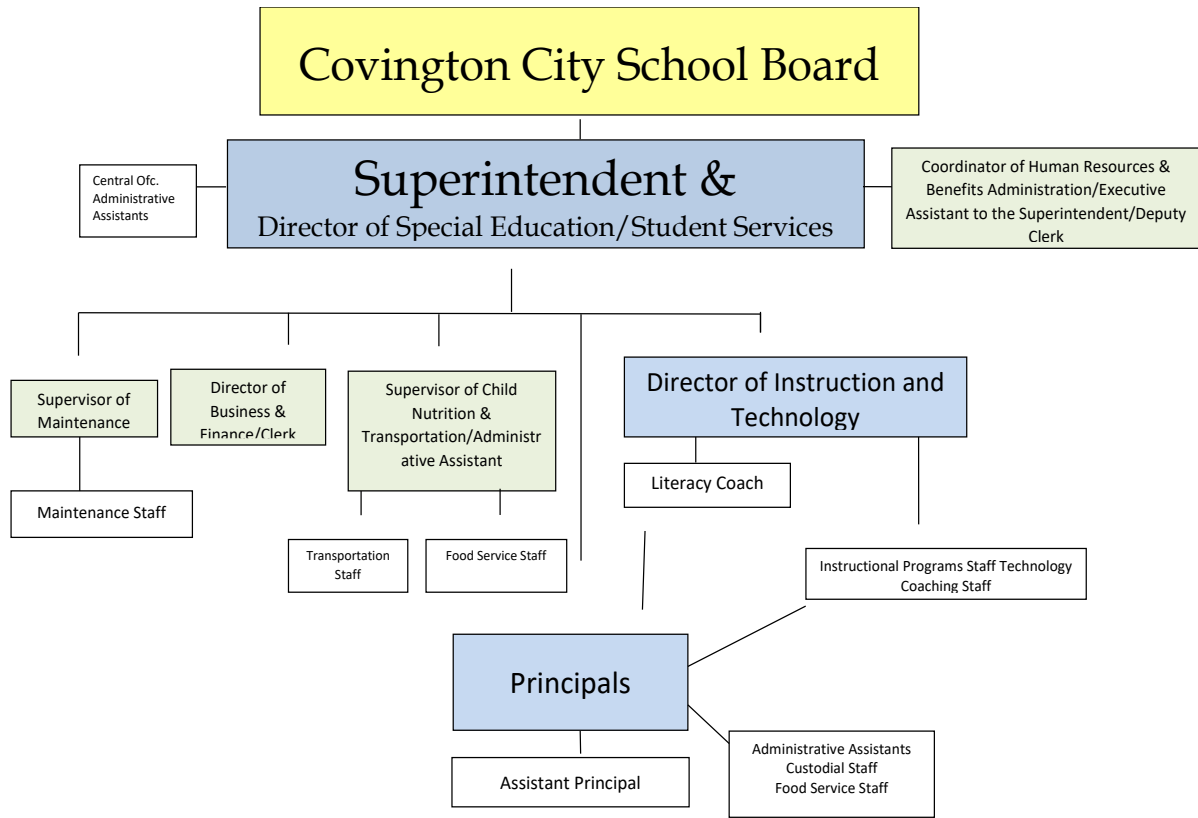 Covington City School Board
Superintendent &
Director of Special Education/Student Services
Central Ofc.
Administrative
Assistants
Coordinator of Human Resources &
Benefits Administration/Executive
Assistant to the Superintendent/Deputy
Clerk
Supervisor of
Maintenance
Director of
Business &
Finance/Clerk
Supervisor of Child
Nutrition &
Transportation/Administr
ative Assistant
Director of Instruction and
Technology
Maintenance Staff
Literacy Coach
Transportation
Staff
Food Service Staff
Instructional Programs Staff Technology
Coaching Staff
Principals
Assistant Principal
Administrative Assistants
Custodial Staff
Food Service Staff